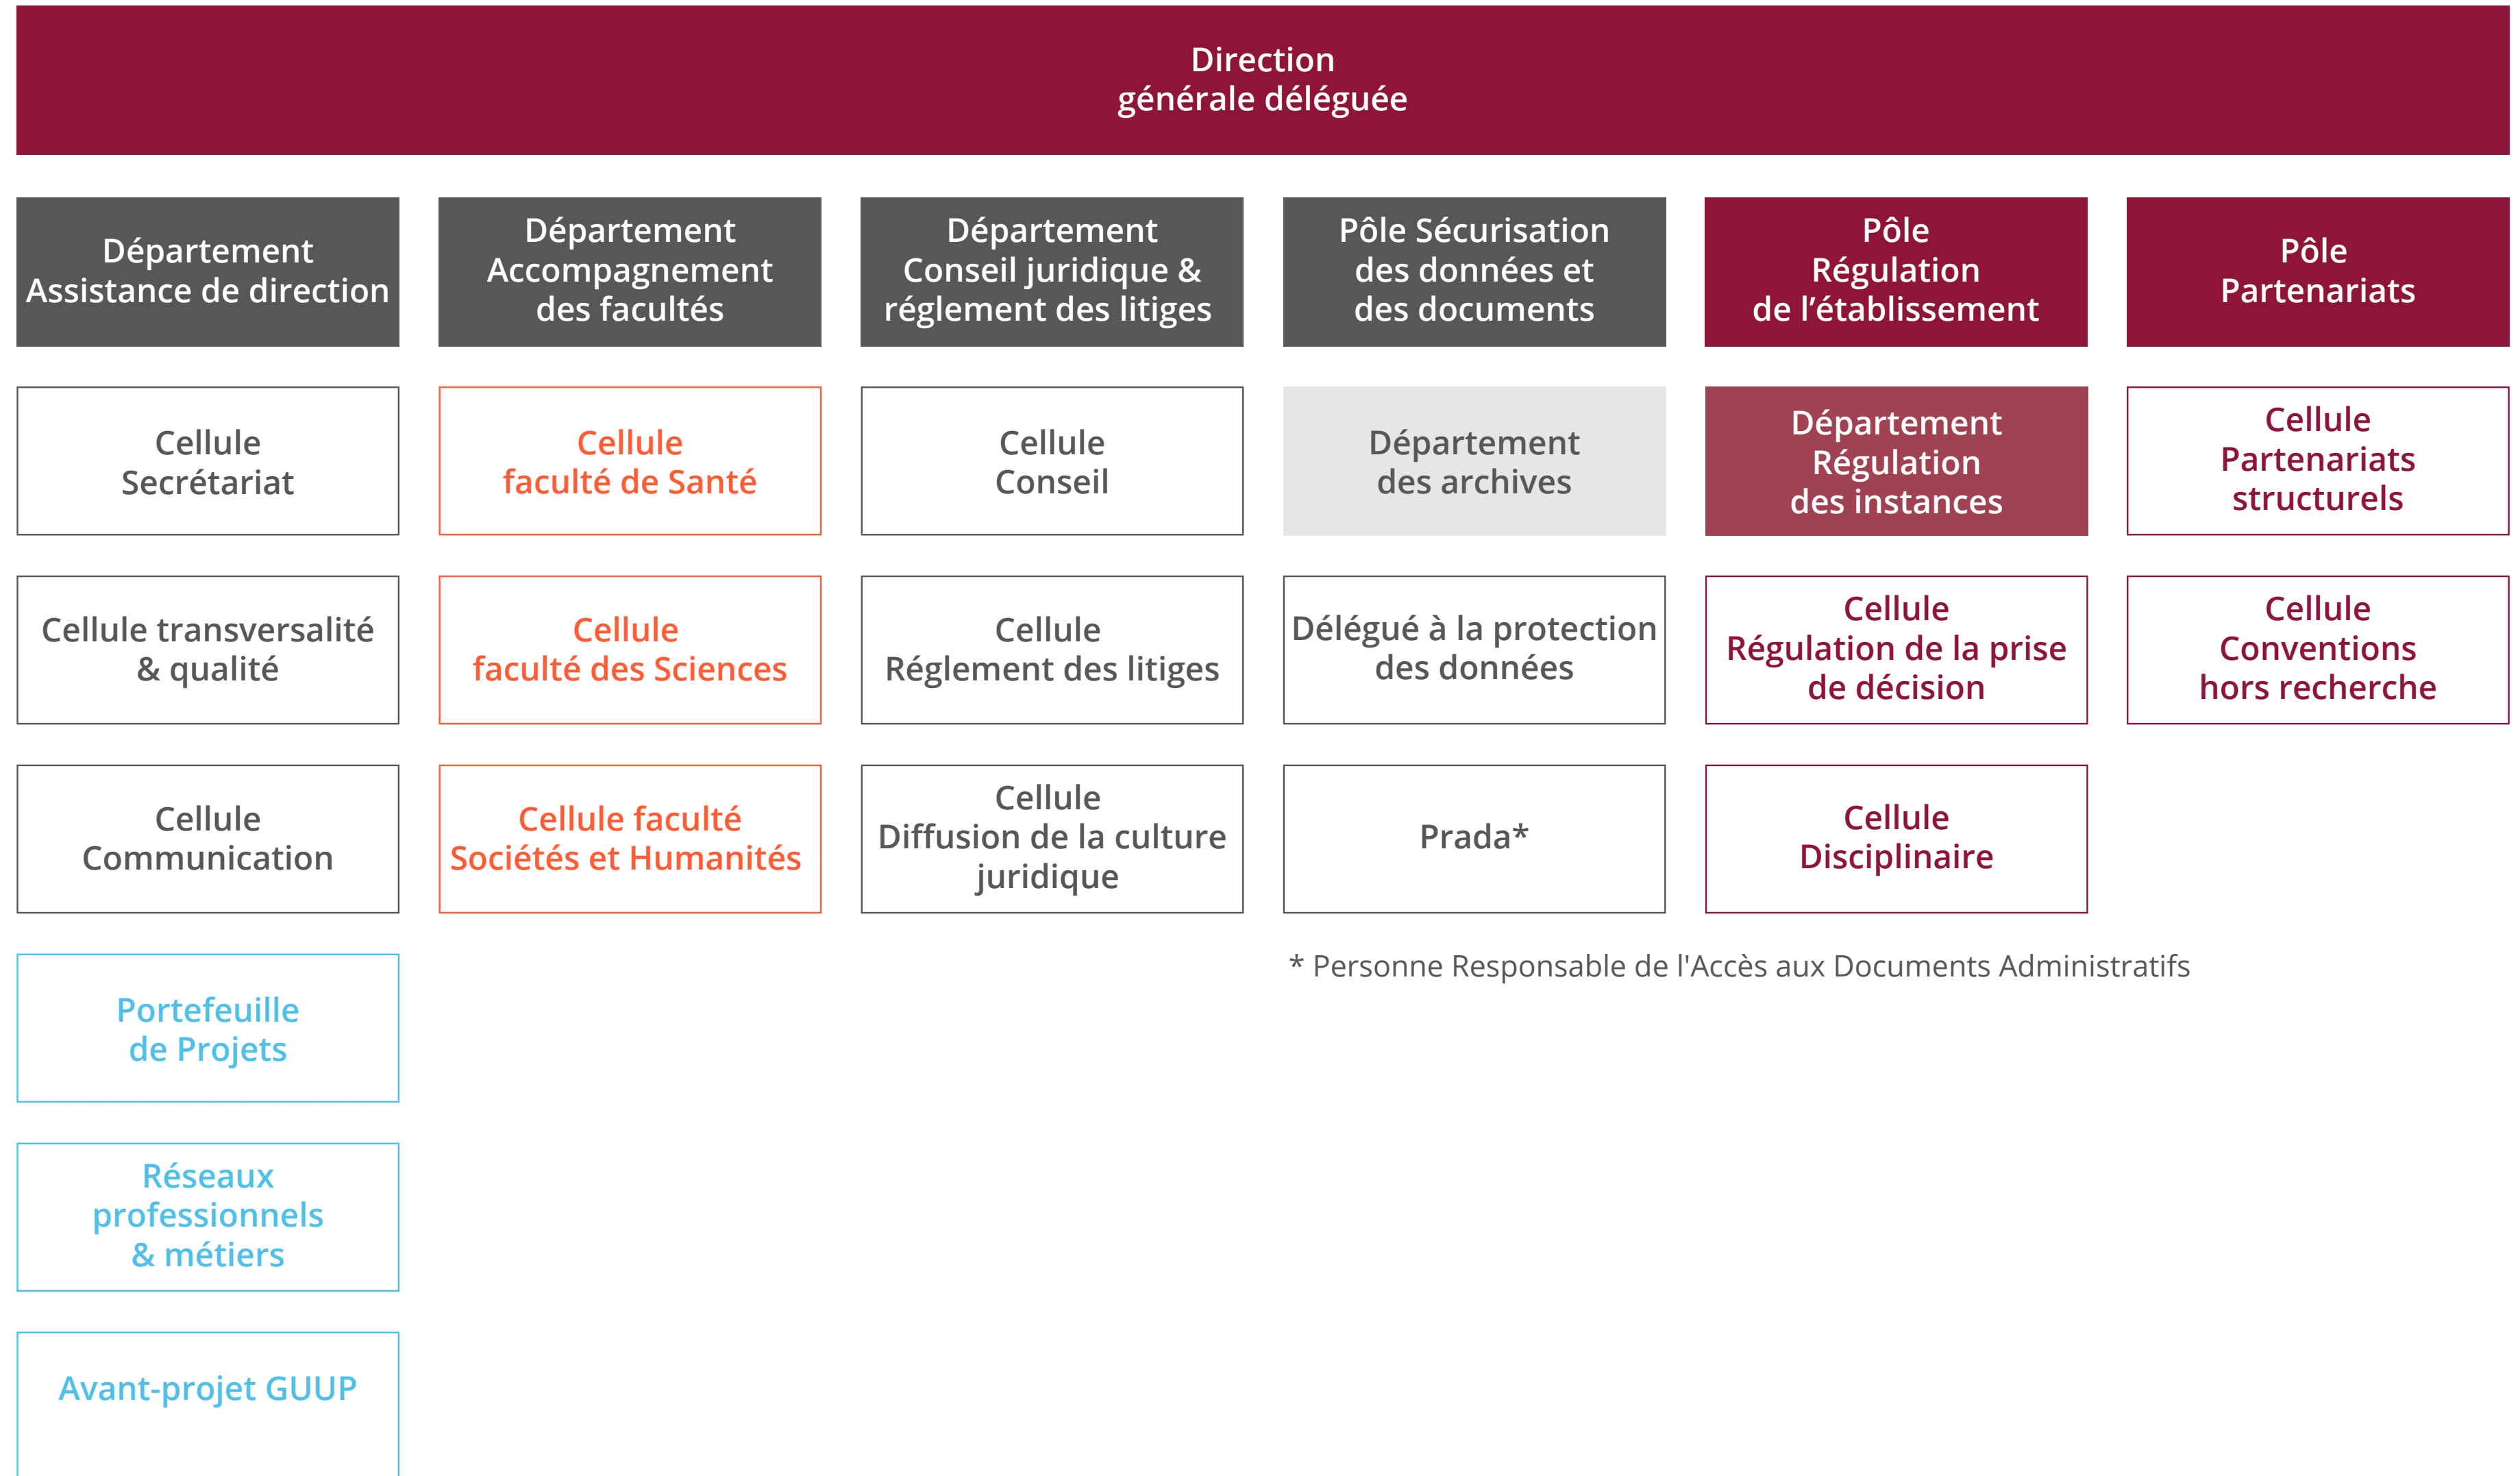 Direction
générale déléguée
Département
Assistance de direction
Cellule
Secrétariat
Cellule transversalité
& qualité
Cellule
Communication
Portefeuille
de Projets
Réseaux
professionnels
& métiers
Avant-projet GUUP
Département
Accompagnement
des facultés
Cellule
faculté de Santé
Cellule
faculté des Sciences
Cellule faculté
Sociétés et Humanités
Département
Conseil juridique &
réglement des litiges
Cellule
Conseil
Cellule
Réglement des litiges
Cellule
Diffusion de la culture
juridique
Pôle Sécurisation
des données et
des documents
Département
des archives
Délégué à la protection
des données
Prada*
* Personne Responsable de l'Accès aux Documents Administratifs
Pôle
Régulation
de l’établissement
Département
Régulation
des instances
Cellule
Régulation de la prise
de décision
Cellule
Disciplinaire
Pôle
Partenariats
Cellule
Partenariats
structurels
Cellule
Conventions
hors recherche